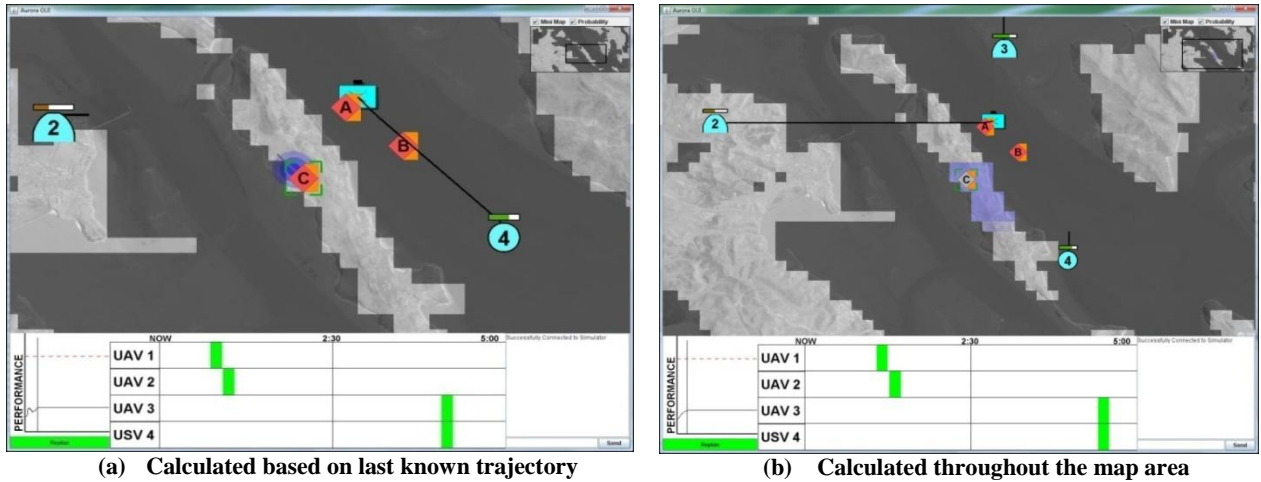 Aurora GUI
Mini Map Probability
A
2
B
C
4
NOW 2:30 5:00
Successfully Connected to Simulator
PERFORMANCE
UAV 1
UAV 2
UAV 3
USV 4
Replan
Send
(a) Calculated based on last known trajectory
Aurora GUI
Mini Map Probability
3
2
A
B
C
4
NOW 2:30 5:00
Successfully Connected to Simulator
PERFORMANCE
UAV 1
UAV 2
UAV 3
USV 4
Replan
Send
(b) Calculated throughout the map area